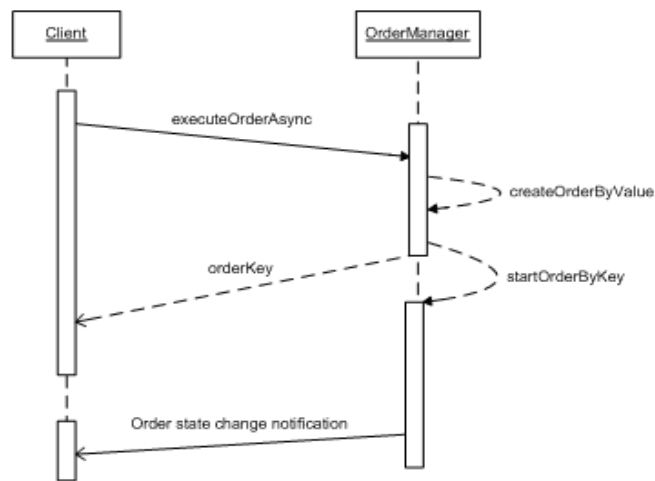 Client
OrderManager
executeOrderAsync
createOrderByValue
orderKey
startOrderByKey
Order state change notification